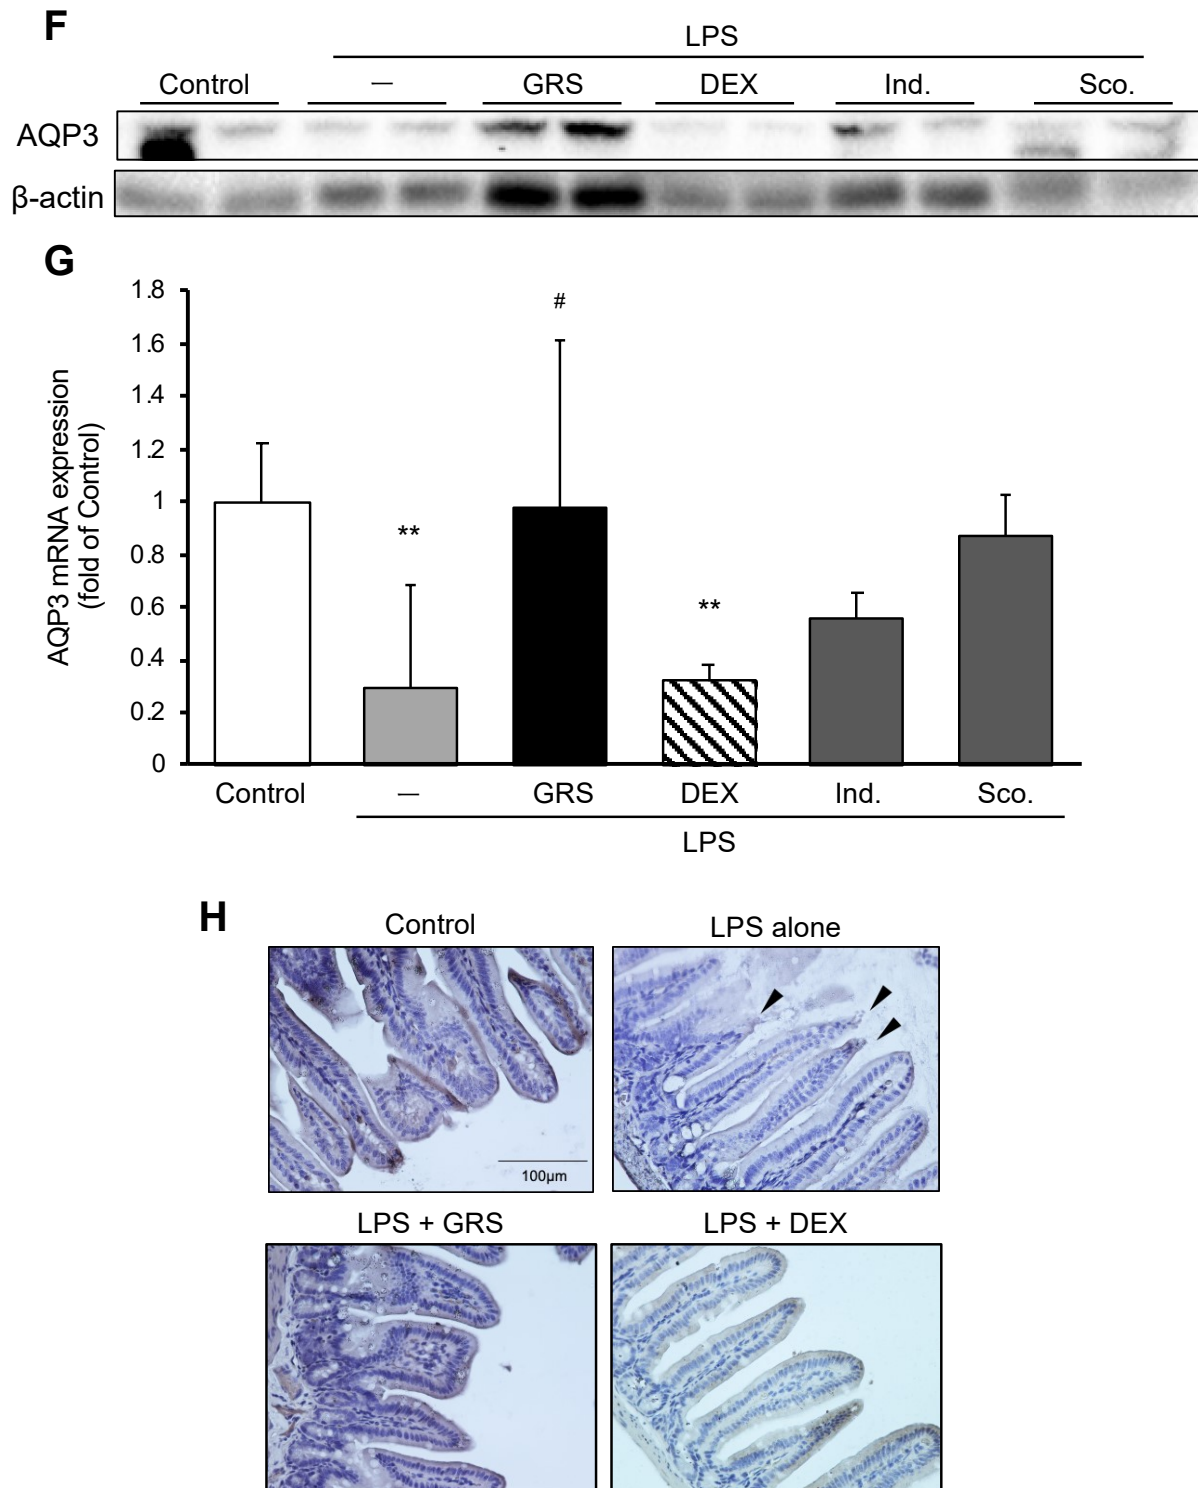 F
LPS
Control — GRS DEX Ind. Sco.
AQP3
β-actin
G
AQP3 mRNA expression
(fold of Control)
1.8
1.6
1.4
1.2
1
0.8
0.6
0.4
0.2
0
**
#
**
Control — GRS DEX Ind. Sco.
LPS
H
Control
LPS alone
100μm
LPS + GRS
LPS + DEX